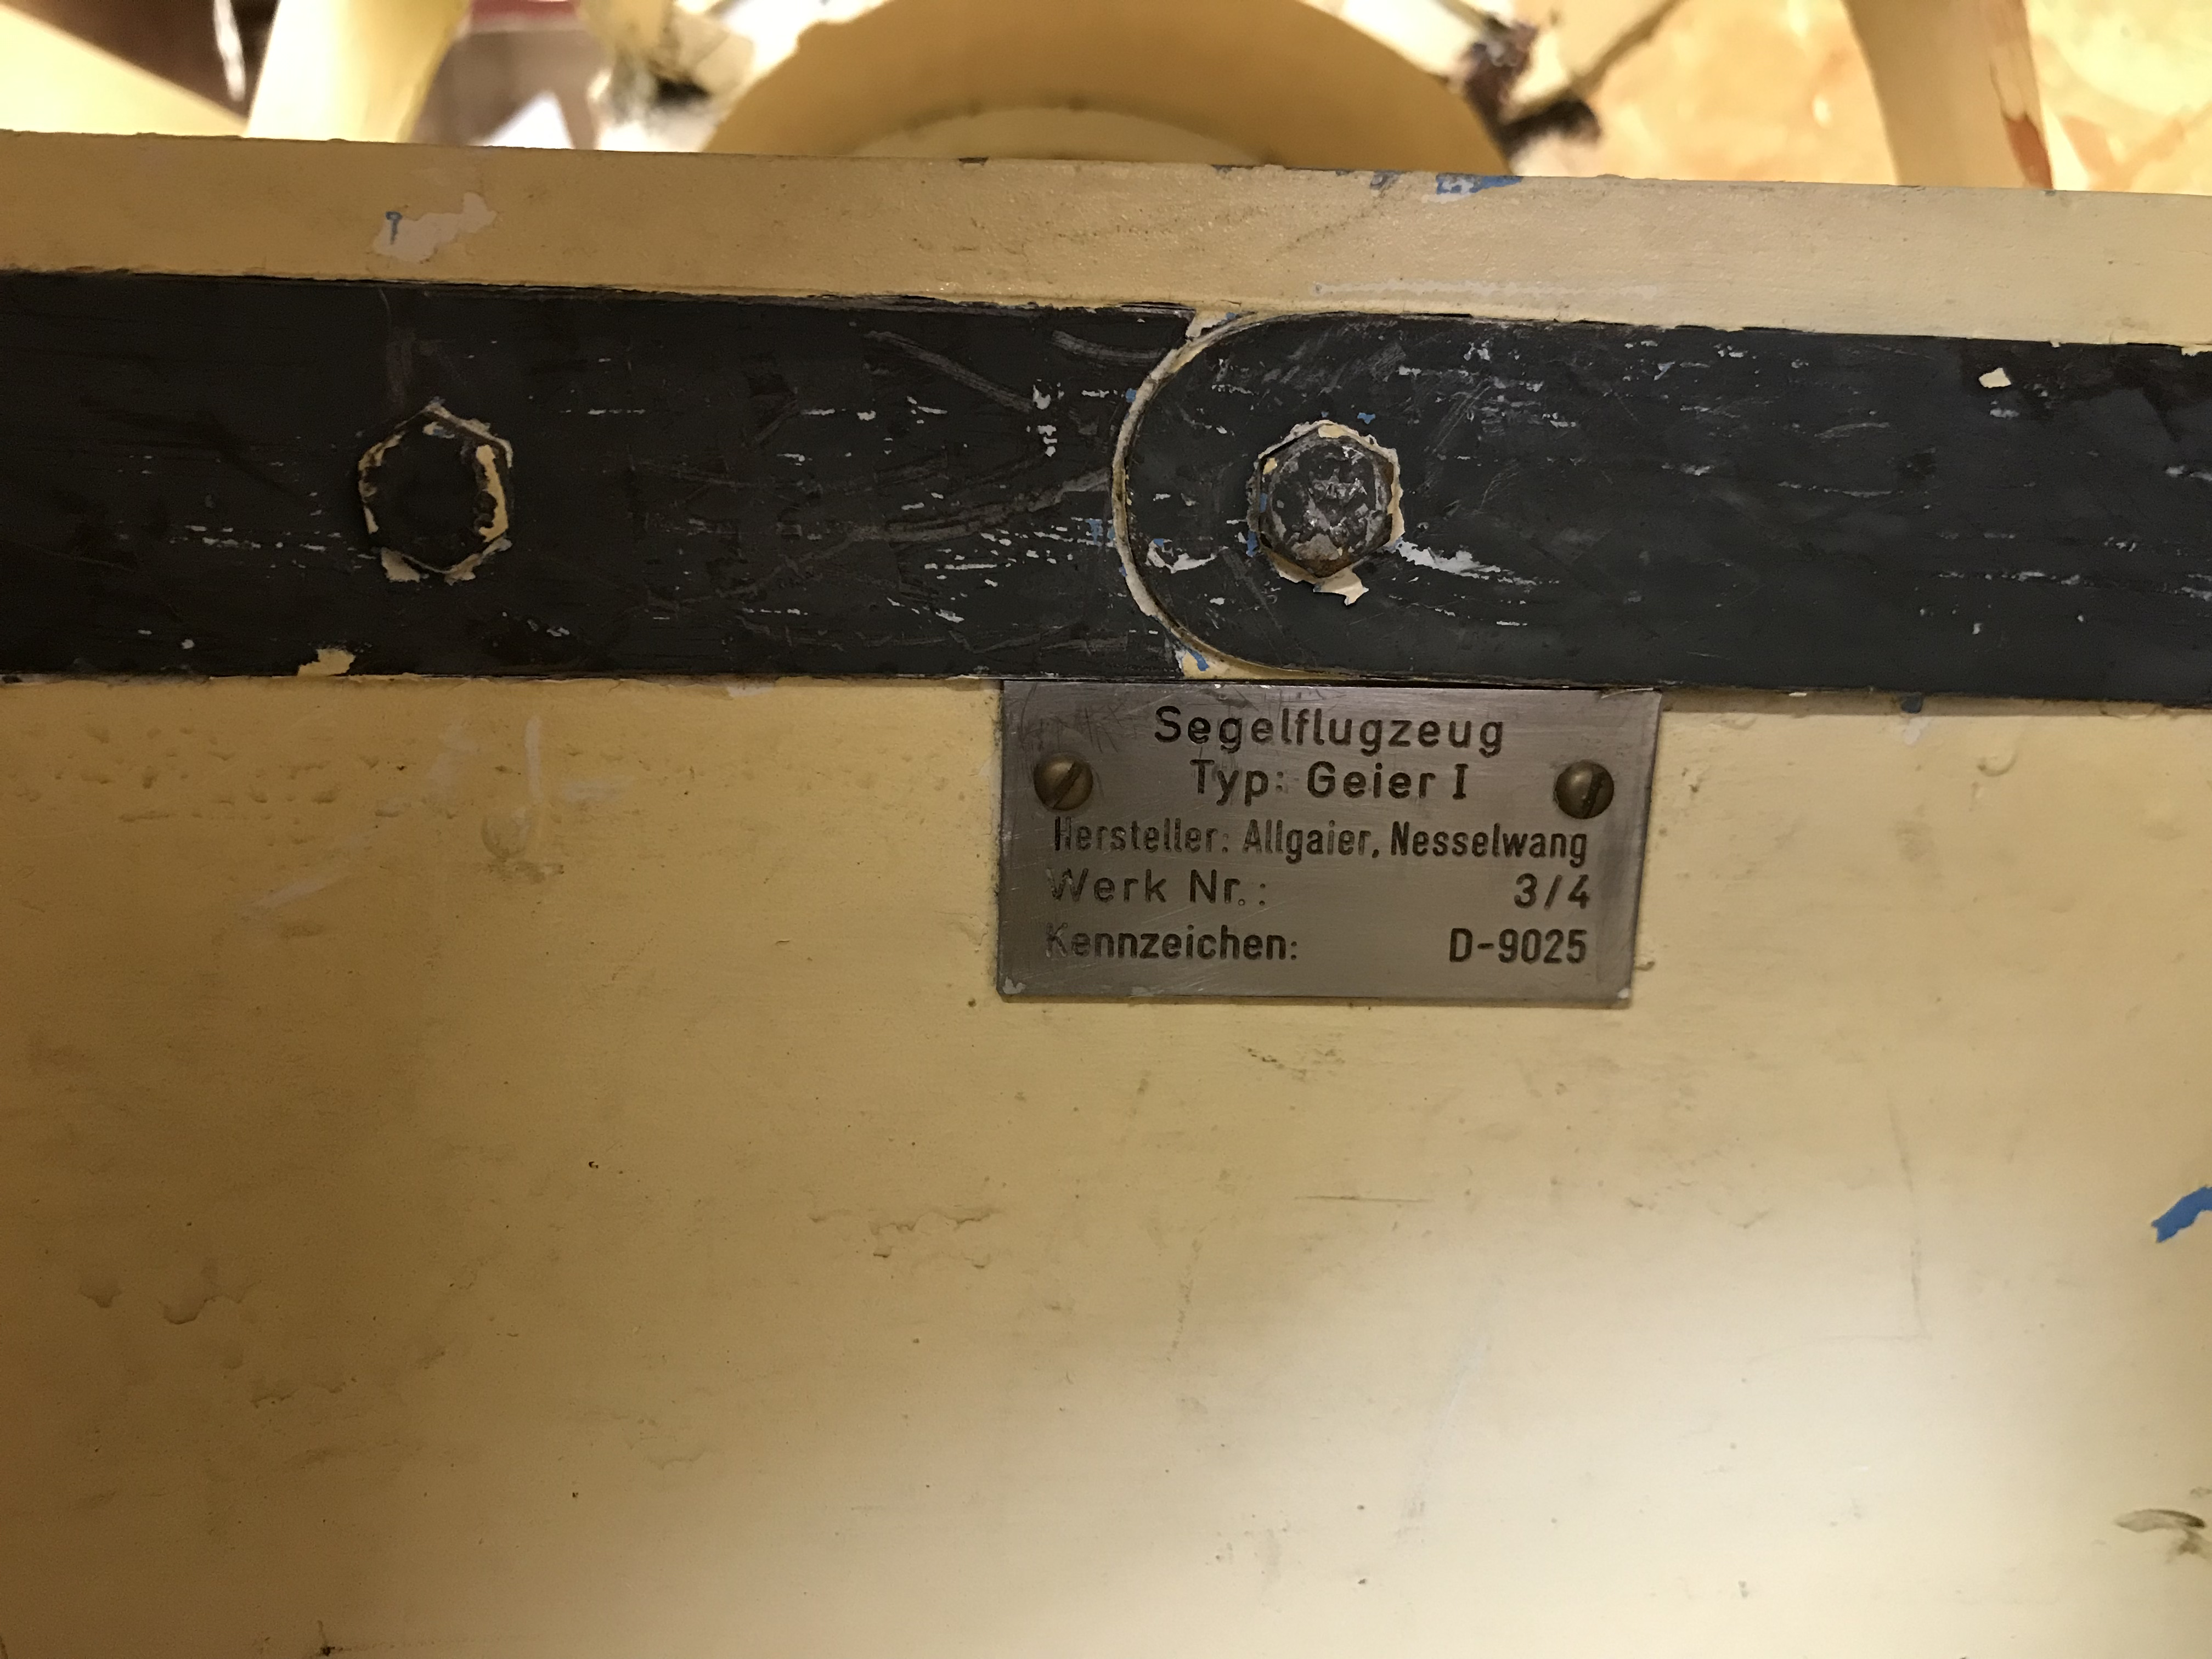 Segelflugzeug
Typ: Geier I
Hersteller: Allgaier, Nesselwang
Werk Nr.: 3/4
Kennzeichen: D-9025